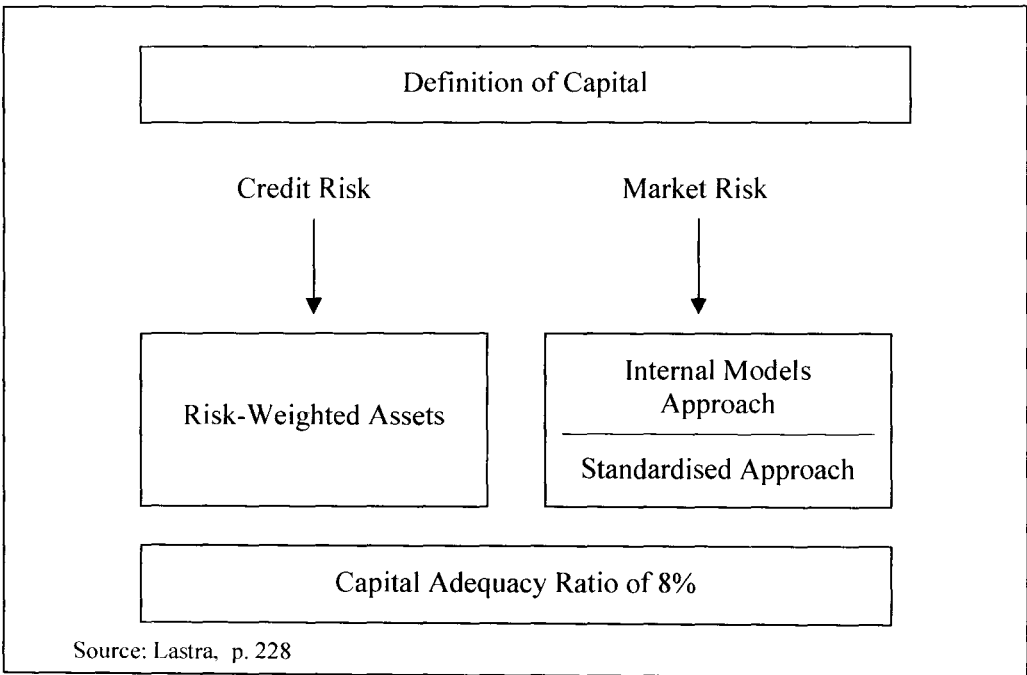 Definition of Capital
Credit Risk
Market Risk
Risk-Weighted Assets
Internal Models
Approach
Standardised Approach
Capital Adequacy Ratio of 8%
Source: Lastra, p. 228